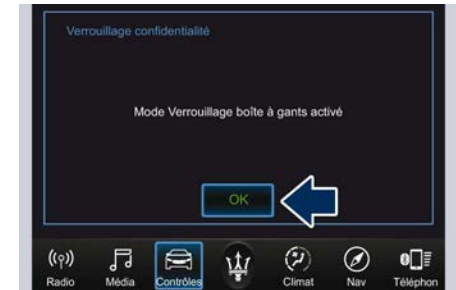 Verrouillage confidentialité
Mode Verrouillage boîte à gants activé
OK
Radio Média Contrôles Climat Nav Téléphon